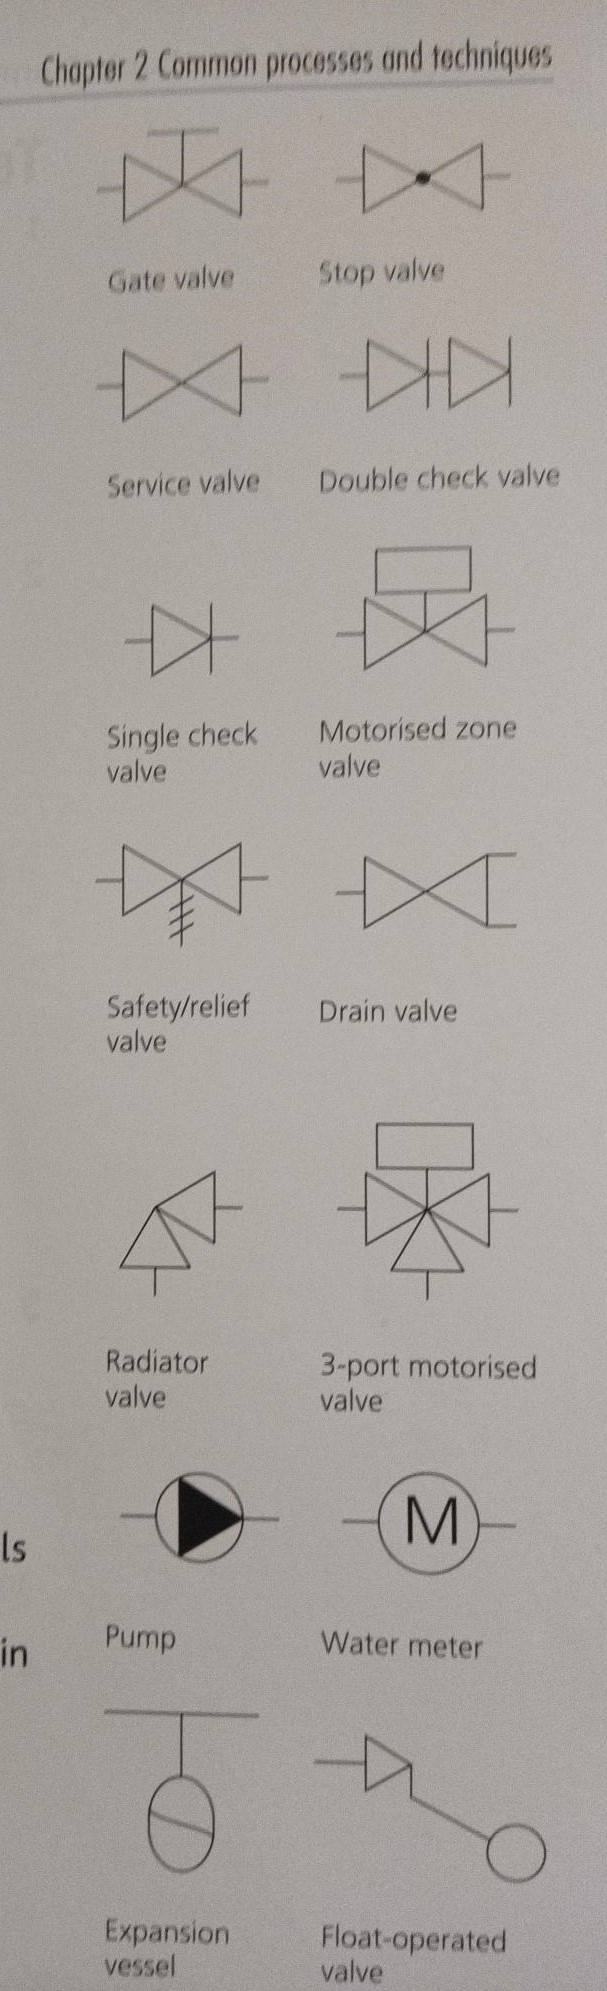 Chapter 2 Common processes and techniques
Gate valve
Stop valve
Service valve
Double check valve
Single check
valve
Motorised zone
valve
Safety/relief
valve
Drain valve
Radiator
valve
3-port motorised
valve
ls
M
in
Pump
Water meter
Expansion
vessel
Float-operated
valve